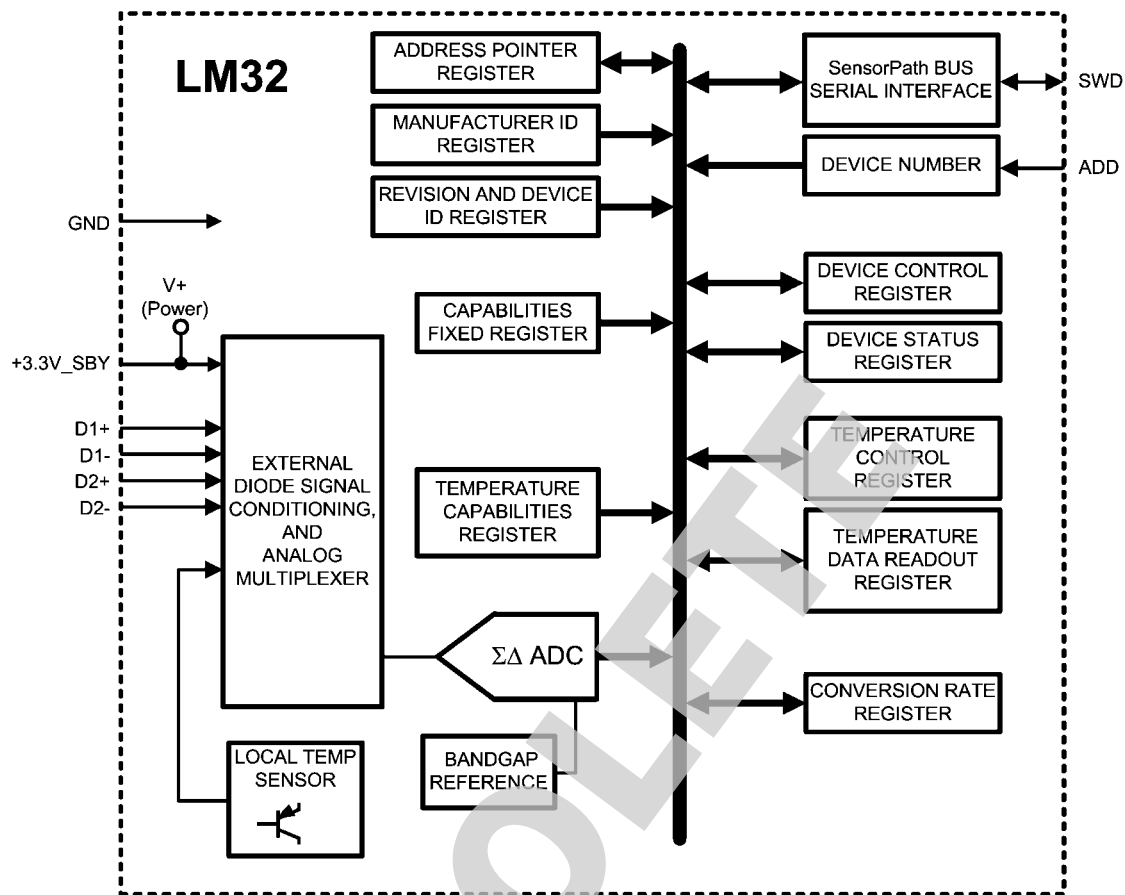 LM32
ADDRESS POINTER
REGISTER
MANUFACTURER ID
REGISTER
REVISION AND DEVICE
ID REGISTER
SensorPath BUS
SERIAL INTERFACE
SWD
DEVICE NUMBER
ADD
GND
V+
(Power)
+3.3V_SBY
D1+
D1-
D2+
D2-
CAPABILITIES
FIXED REGISTER
DEVICE CONTROL
REGISTER
DEVICE STATUS
REGISTER
EXTERNAL
DIODE SIGNAL
CONDITIONING,
AND
ANALOG
MULTIPLEXER
TEMPERATURE
CAPABILITIES
REGISTER
TEMPERATURE
CONTROL
REGISTER
TEMPERATURE
DATA READOUT
REGISTER
ΣΔ ADC
CONVERSION RATE
REGISTER
LOCAL TEMP
SENSOR
BANDGAP
REFERENCE
OLETE